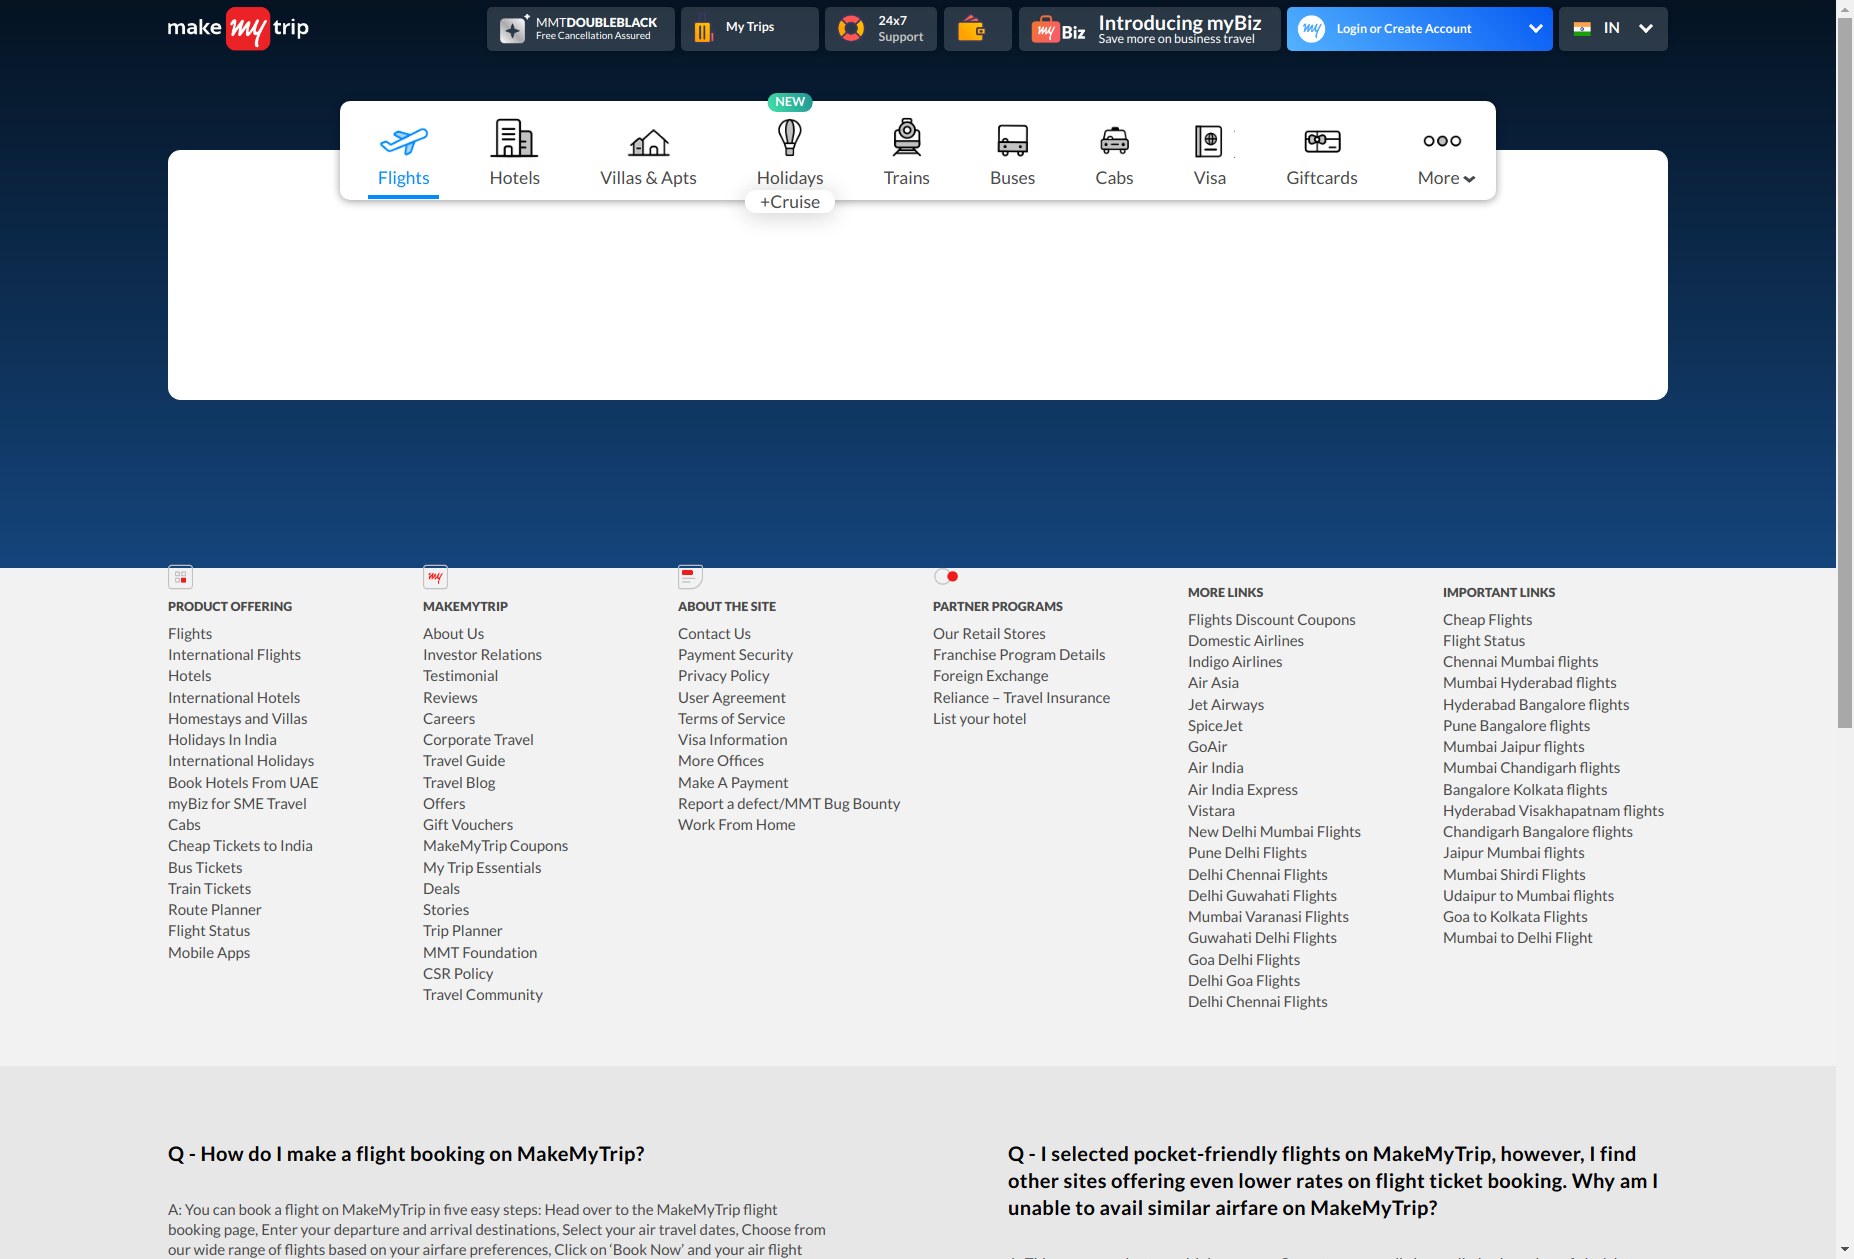 make my trip
MMTDOUBLEBLACK
Free Cancellation Assured
My Trips
24x7
Support
my Biz
Introducing myBiz
Save more on business travel
my
Login or Create Account
IN
NEW
Flights
Hotels
Villas & Apts
Holidays
+Cruise
Trains
Buses
Cabs
Visa
Giftcards
More
PRODUCT OFFERING
Flights
International Flights
Hotels
International Hotels
Homestays and Villas
Holidays In India
International Holidays
Book Hotels From UAE
myBiz for SME Travel
Cabs
Cheap Tickets to India
Bus Tickets
Train Tickets
Route Planner
Flight Status
Mobile Apps
my
MAKEMYTRIP
About Us
Investor Relations
Testimonial
Reviews
Careers
Corporate Travel
Travel Guide
Travel Blog
Offers
Gift Vouchers
MakeMyTrip Coupons
My Trip Essentials
Deals
Stories
Trip Planner
MMT Foundation
CSR Policy
Travel Community
ABOUT THE SITE
Contact Us
Payment Security
Privacy Policy
User Agreement
Terms of Service
Visa Information
More Offices
Make A Payment
Report a defect/MMT Bug Bounty
Work From Home
PARTNER PROGRAMS
Our Retail Stores
Franchise Program Details
Foreign Exchange
Reliance – Travel Insurance
List your hotel
MORE LINKS
Flights Discount Coupons
Domestic Airlines
Indigo Airlines
Air Asia
Jet Airways
SpiceJet
GoAir
Air India
Air India Express
Vistara
New Delhi Mumbai Flights
Pune Delhi Flights
Delhi Chennai Flights
Delhi Guwahati Flights
Mumbai Varanasi Flights
Guwahati Delhi Flights
Goa Delhi Flights
Delhi Goa Flights
Delhi Chennai Flights
IMPORTANT LINKS
Cheap Flights
Flight Status
Chennai Mumbai flights
Mumbai Hyderabad flights
Hyderabad Bangalore flights
Pune Bangalore flights
Mumbai Jaipur flights
Mumbai Chandigarh flights
Bangalore Kolkata flights
Hyderabad Visakhapatnam flights
Chandigarh Bangalore flights
Jaipur Mumbai flights
Mumbai Shirdi Flights
Udaipur to Mumbai flights
Goa to Kolkata Flights
Mumbai to Delhi Flight
Q - How do I make a flight booking on MakeMyTrip?
A: You can book a flight on MakeMyTrip in five easy steps: Head over to the MakeMyTrip flight
booking page, Enter your departure and arrival destinations, Select your air travel dates, Choose from
our wide range of flights based on your airfare preferences, Click on ‘Book Now’ and your air flight
Q - I selected pocket-friendly flights on MakeMyTrip, however, I find
other sites offering even lower rates on flight ticket booking. Why am I
unable to avail similar airfare on MakeMyTrip?